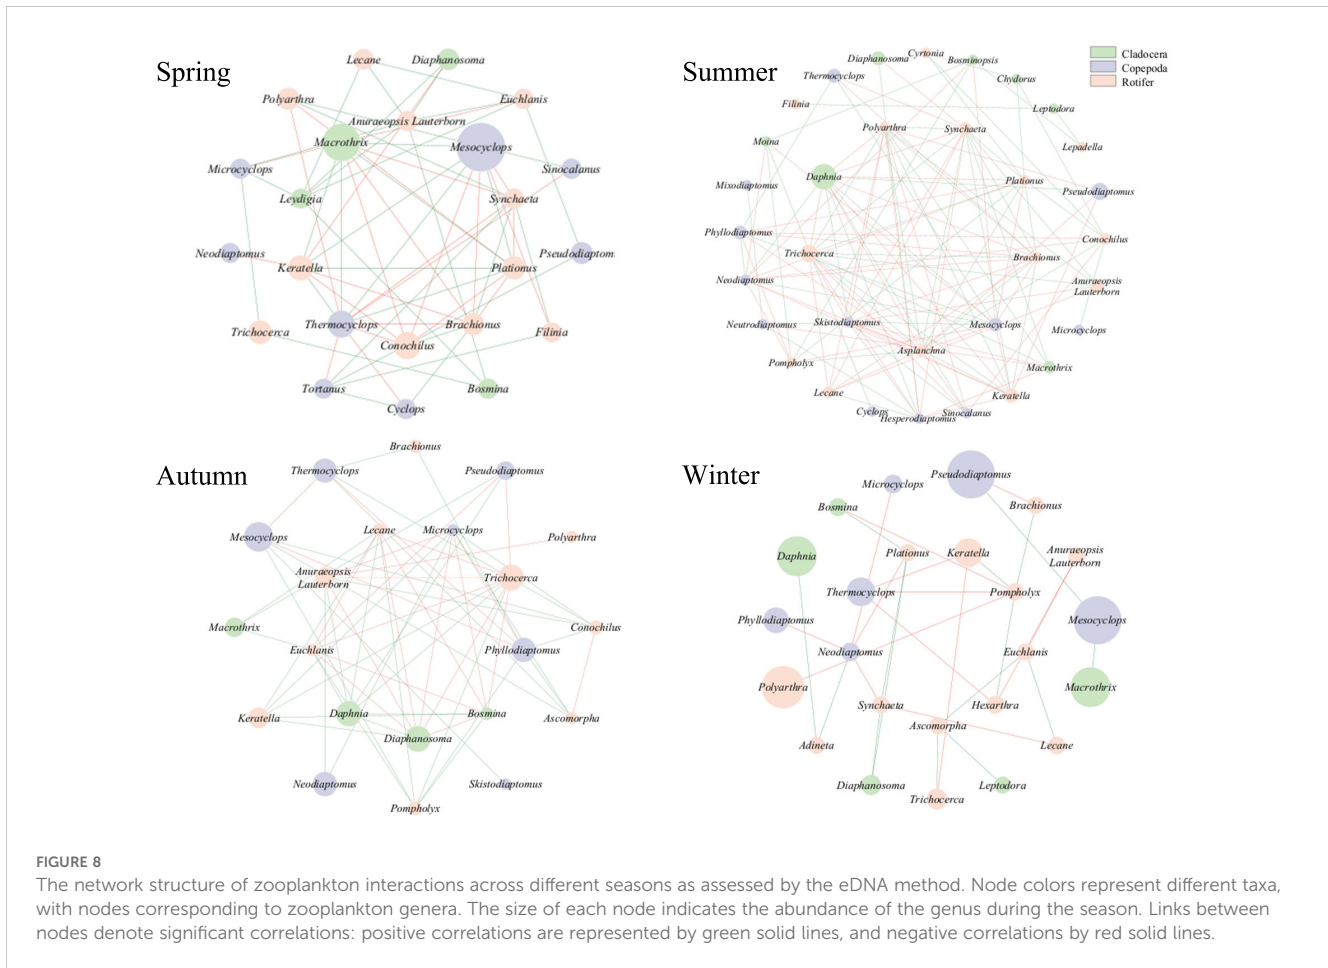 Spring
Lecane
Diaphanosoma
Polyarthra
Euchlanis
Anuraeopsis Lauterborn
Macrothrix
Mesocyclops
Microcyclops
Sinocalanus
Leydigia
Synchaeta
Neodiaptomus
Pseudodiaptom
Keratella
Plationus
Thermocyclops
Brachionus
Trichocerca
Filinia
Conochilus
Tortanus
Bosmina
Cyclops
Summer
Cladocera
Copepoda
Rotifer
Cyrtonia
Diaphanosoma
Bosminopsis
Thermocyclops
Chydorus
Filinia
Leptodora
Polyarthra
Synchaeta
Moina
Lepadella
Daphnia
Plationus
Mixodiaptomus
Pseudodiaptomus
Phyllodiaptomus
Conochilus
Trichocerca
Brachionus
Neodiaptomus
Anuraeopsis
Lauterborn
Neutrodiaptomus
Skistodiaptomus
Mesocyclops
Microcyclops
Asplanchna
Pompholyx
Macrothrix
Lecane
Keratella
Cyclops
Hesperodiaptomus
Sinocalanus
Autumn
Brachionus
Thermocyclops
Pseudodiaptomus
Mesocyclops
Lecane
Microcyclops
Polyarthra
Anuraeopsis
Lauterborn
Trichocerca
Macrothrix
Conochilus
Euchlanis
Phyllodiaptomus
Keratella
Daphnia
Bosmina
Ascomorpha
Diaphanosoma
Neodiaptomus
Skistodiaptomus
Pompholyx
Winter
Pseudodiaptomus
Microcyclops
Bosmina
Brachionus
Daphnia
Plationus
Keratella
Anuraeopsis
Lauterborn
Thermocyclops
Pompholyx
Phyllodiaptomus
Mesocyclops
Neodiaptomus
Euchlanis
Polyarthra
Macrothrix
Synchaeta
Hexarthra
Ascomorpha
Adineta
Lecane
Diaphanosoma
Leptodora
Trichocerca
FIGURE 8
The network structure of zooplankton interactions across different seasons as assessed by the eDNA method. Node colors represent different taxa,
with nodes corresponding to zooplankton genera. The size of each node indicates the abundance of the genus during the season. Links between
nodes denote significant correlations: positive correlations are represented by green solid lines, and negative correlations by red solid lines.